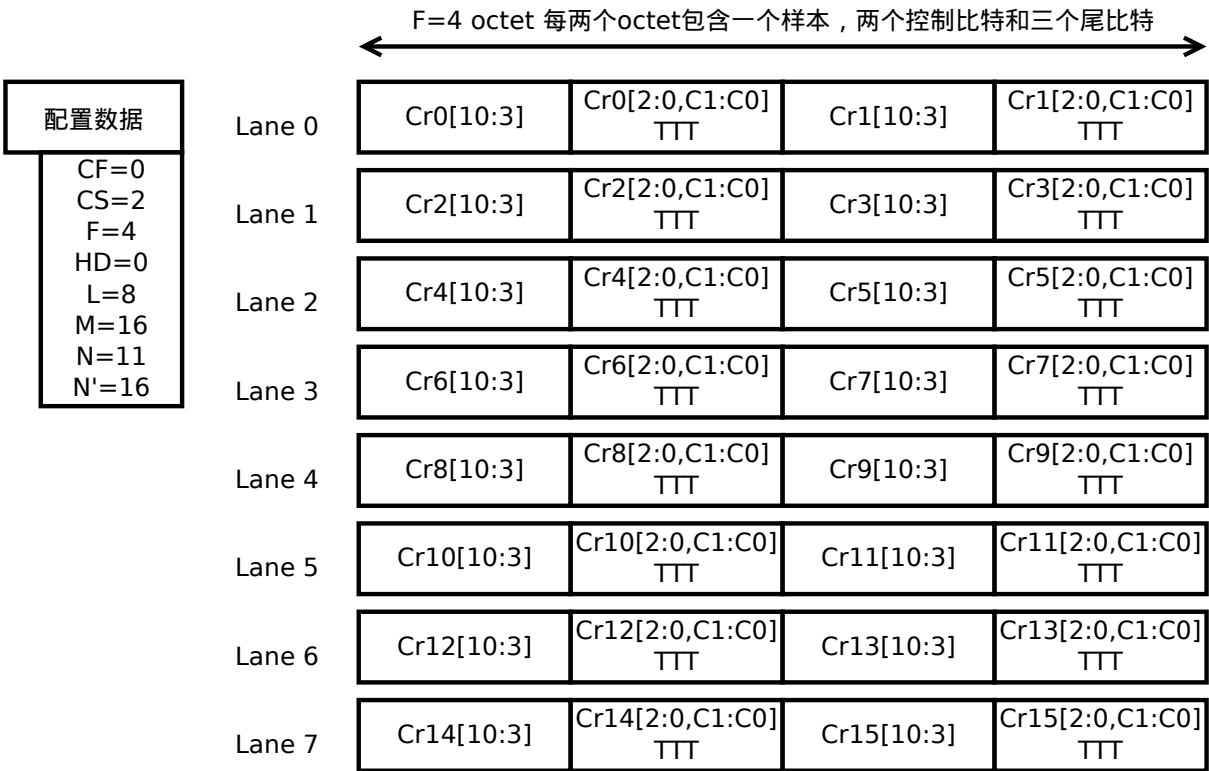 F=4 octet 每两个octet包含一个样本，两个控制比特和三个尾比特
配置数据
CF=0
CS=2
F=4
HD=0
L=8
M=16
N=11
N'=16
Lane 0
Cr0[10:3]
Cr0[2:0,C1:C0]
TTT
Cr1[10:3]
Cr1[2:0,C1:C0]
TTT
Lane 1
Cr2[10:3]
Cr2[2:0,C1:C0]
TTT
Cr3[10:3]
Cr3[2:0,C1:C0]
TTT
Lane 2
Cr4[10:3]
Cr4[2:0,C1:C0]
TTT
Cr5[10:3]
Cr5[2:0,C1:C0]
TTT
Lane 3
Cr6[10:3]
Cr6[2:0,C1:C0]
TTT
Cr7[10:3]
Cr7[2:0,C1:C0]
TTT
Lane 4
Cr8[10:3]
Cr8[2:0,C1:C0]
TTT
Cr9[10:3]
Cr9[2:0,C1:C0]
TTT
Lane 5
Cr10[10:3]
Cr10[2:0,C1:C0]
TTT
Cr11[10:3]
Cr11[2:0,C1:C0]
TTT
Lane 6
Cr12[10:3]
Cr12[2:0,C1:C0]
TTT
Cr13[10:3]
Cr13[2:0,C1:C0]
TTT
Lane 7
Cr14[10:3]
Cr14[2:0,C1:C0]
TTT
Cr15[10:3]
Cr15[2:0,C1:C0]
TTT